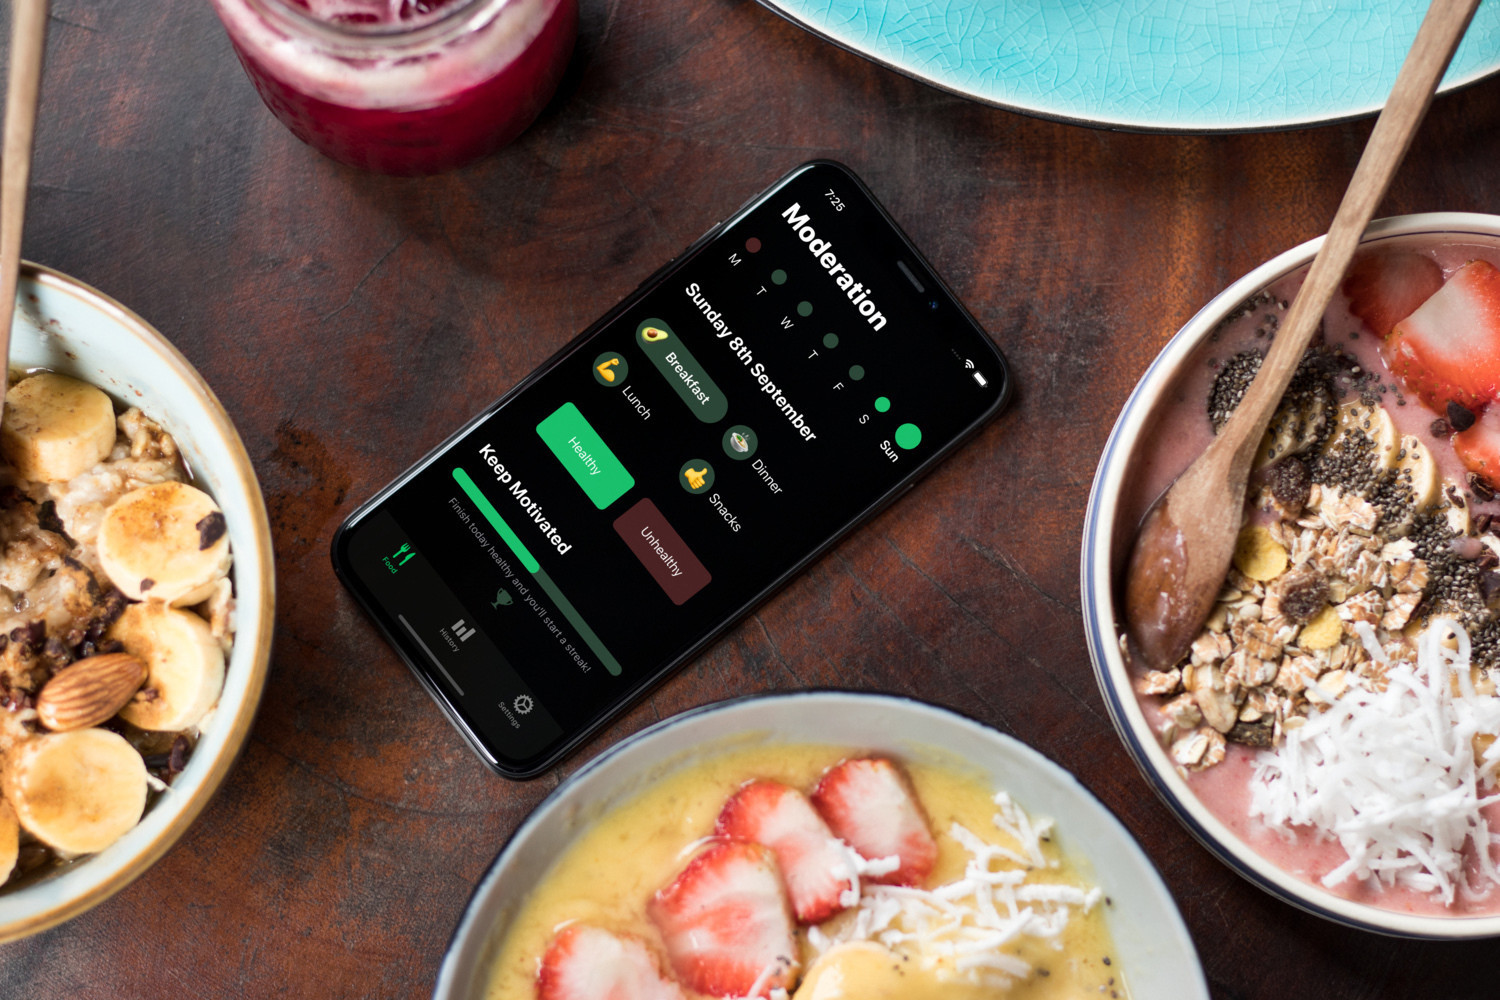 7:25
Moderation
M T W T F S Sun
Sunday 8th September
Breakfast
Dinner
Lunch
Snacks
Healthy
Unhealthy
Keep Motivated
Finish today healthy and you'll start a streak!
Food
History
Settings